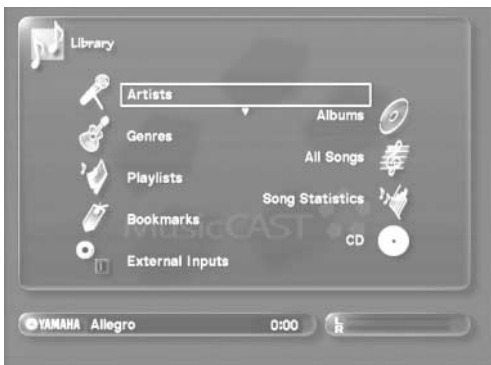 Library
Artists
Albums
Genres
All Songs
Playlists
Song Statistics
Bookmarks
MusicCAST
CD
External Inputs
YAMAHA Allegro 0:00 L
R